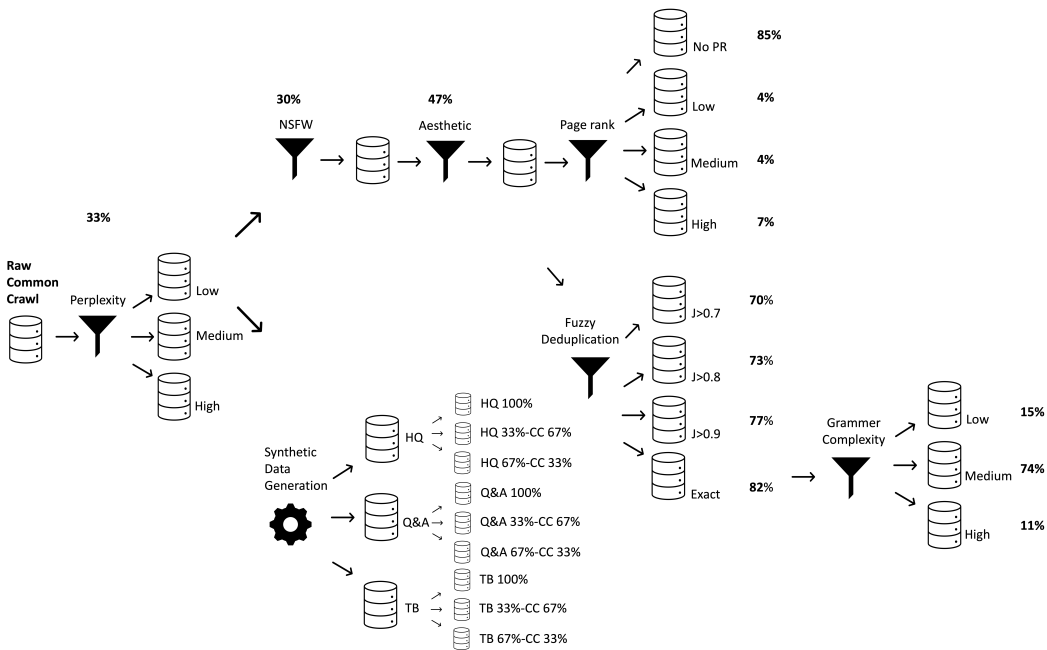 Raw
Common
Crawl
33%
Perplexity
Low
Medium
High
30%
NSFW
47%
Aesthetic
Page rank
No PR
85%
Low
4%
Medium
4%
High
7%
Fuzzy
Deduplication
J>0.7
70%
J>0.8
73%
J>0.9
77%
Exact
82%
Grammer
Complexity
Low
15%
Medium
74%
High
11%
Synthetic
Data
Generation
HQ
HQ 100%
HQ 33%-CC 67%
HQ 67%-CC 33%
Q&A
Q&A 100%
Q&A 33%-CC 67%
Q&A 67%-CC 33%
TB
TB 100%
TB 33%-CC 67%
TB 67%-CC 33%